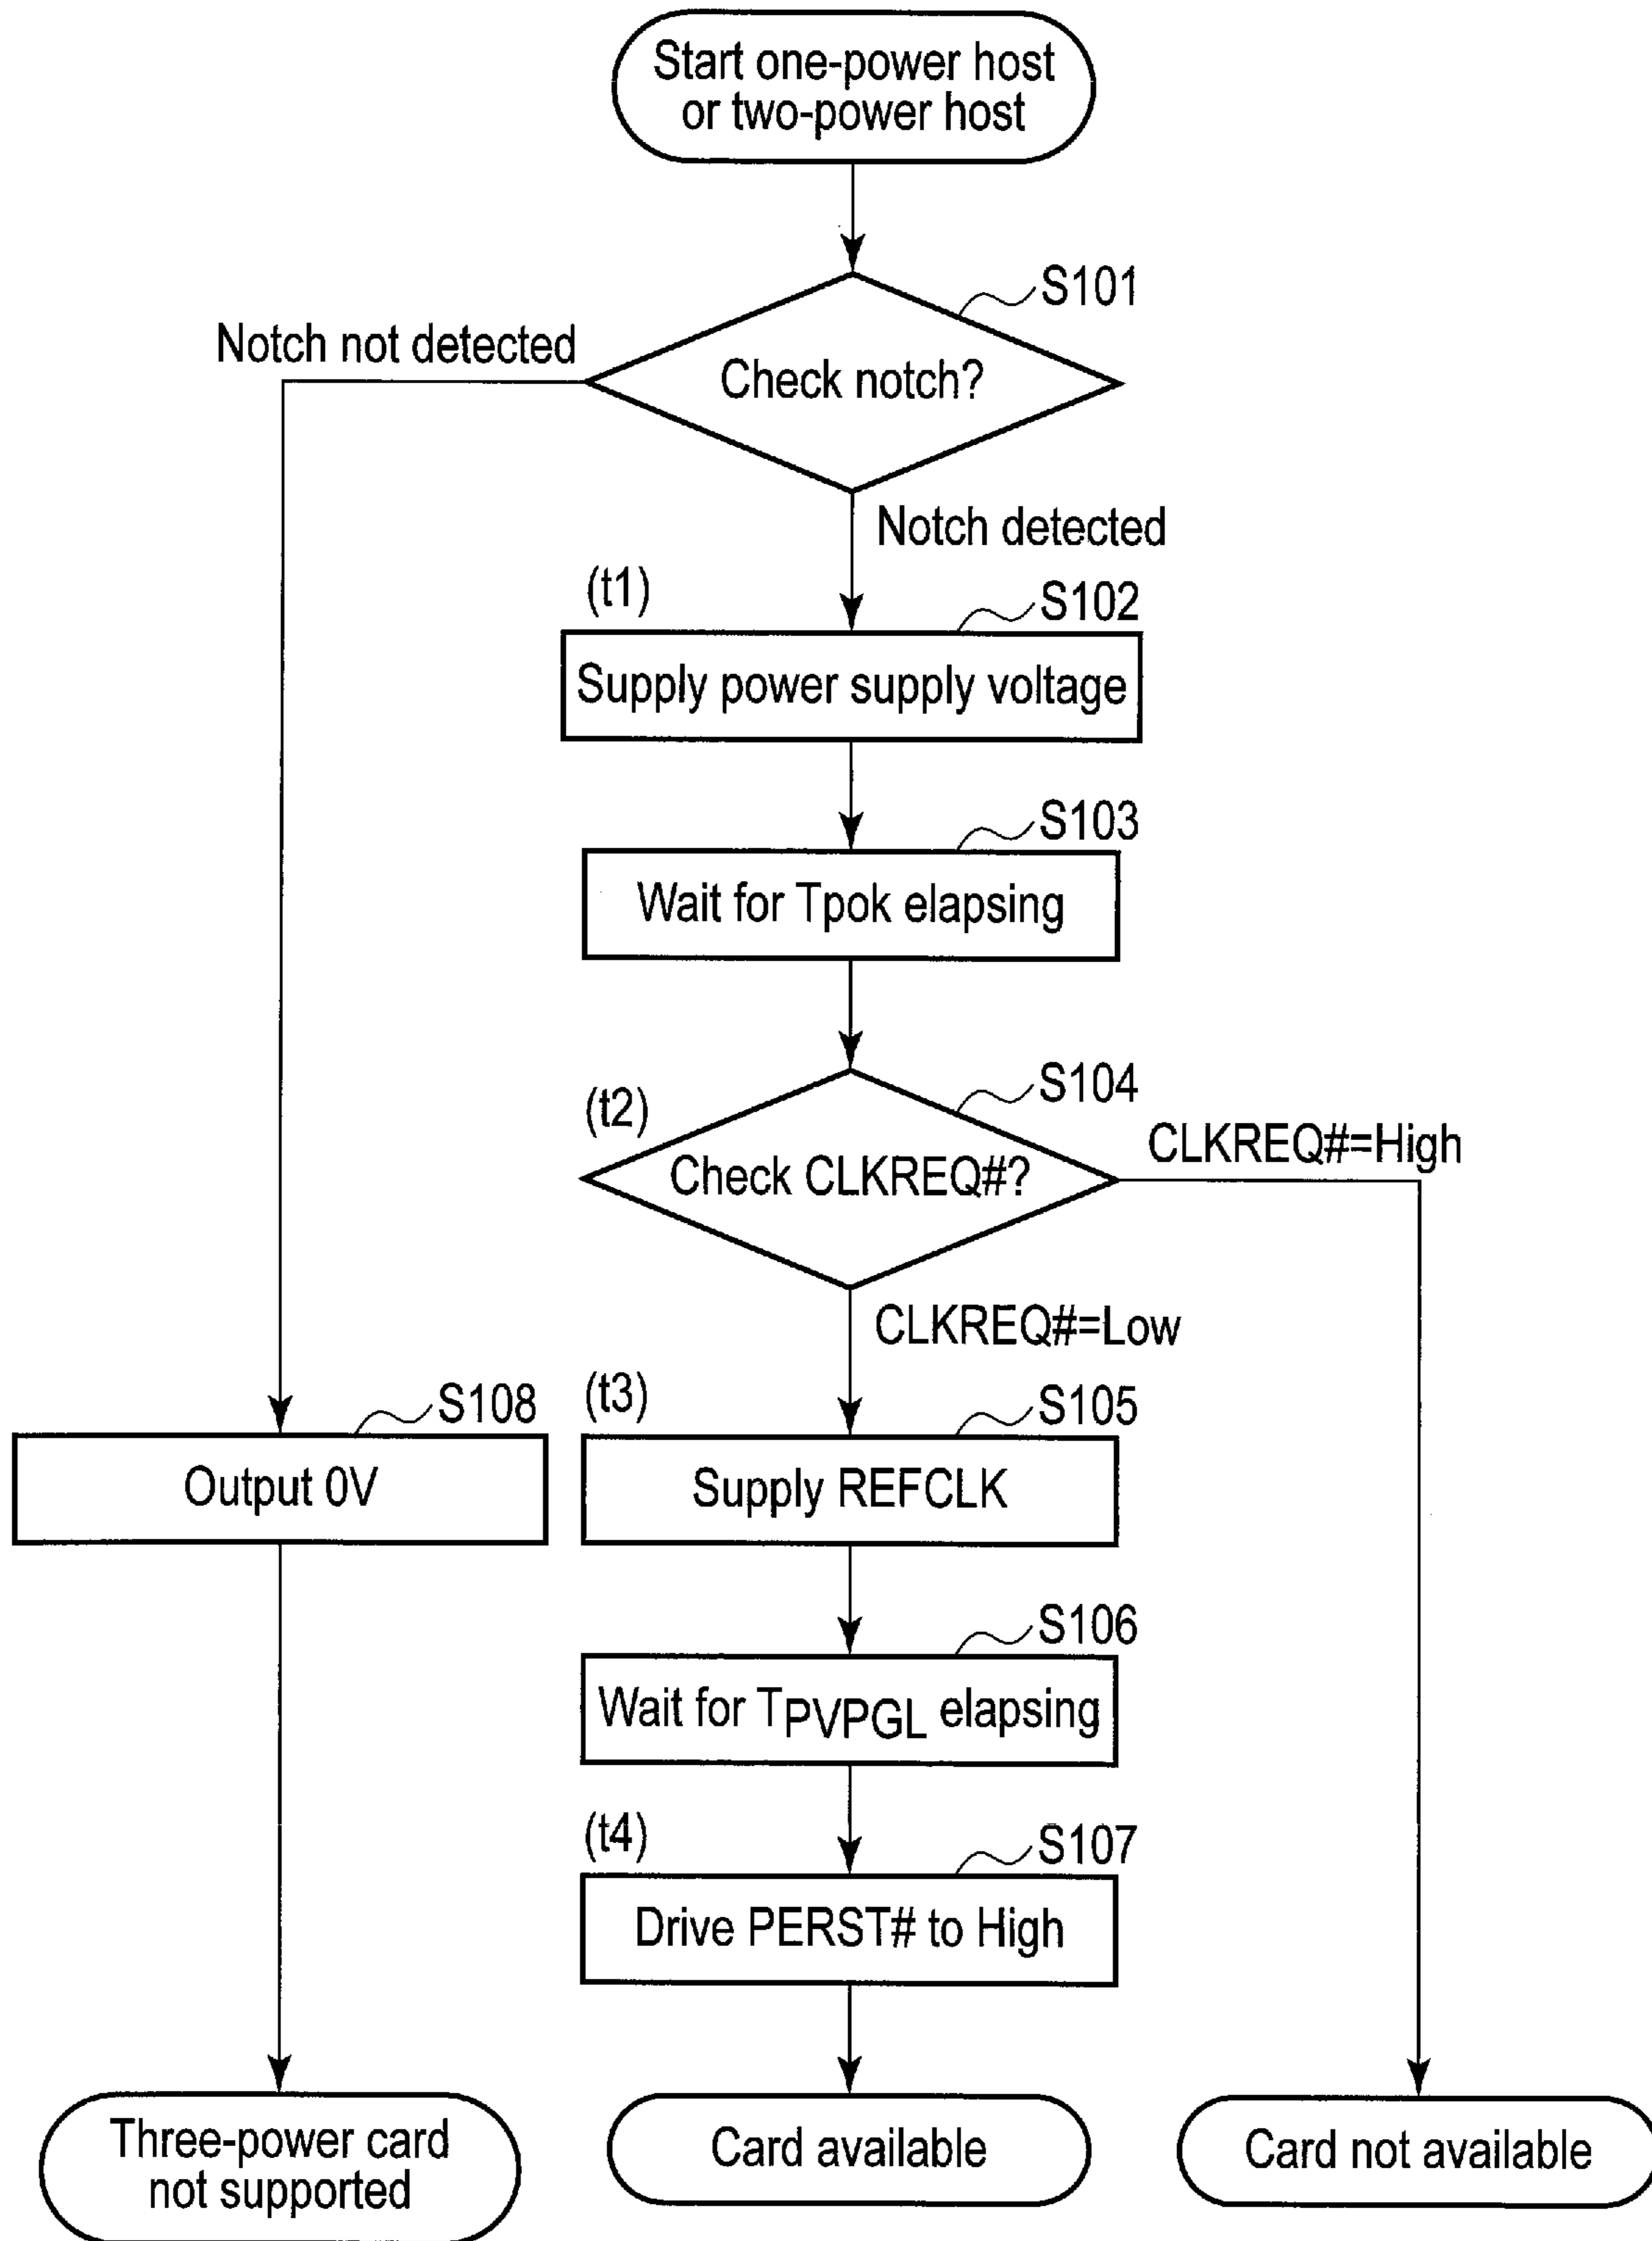 Start one-power host
or two-power host
S101
Notch not detected
Check notch?
Notch detected
(t1)
S102
Supply power supply voltage
S103
Wait for Tpok elapsing
(t2)
S104
CLKREQ#=High
Check CLKREQ#?
CLKREQ#=Low
S108
(t3)
S105
Output 0V
Supply REFCLK
S106
Wait for TPVPGL elapsing
(t4)
S107
Drive PERST# to High
Three-power card
not supported
Card available
Card not available